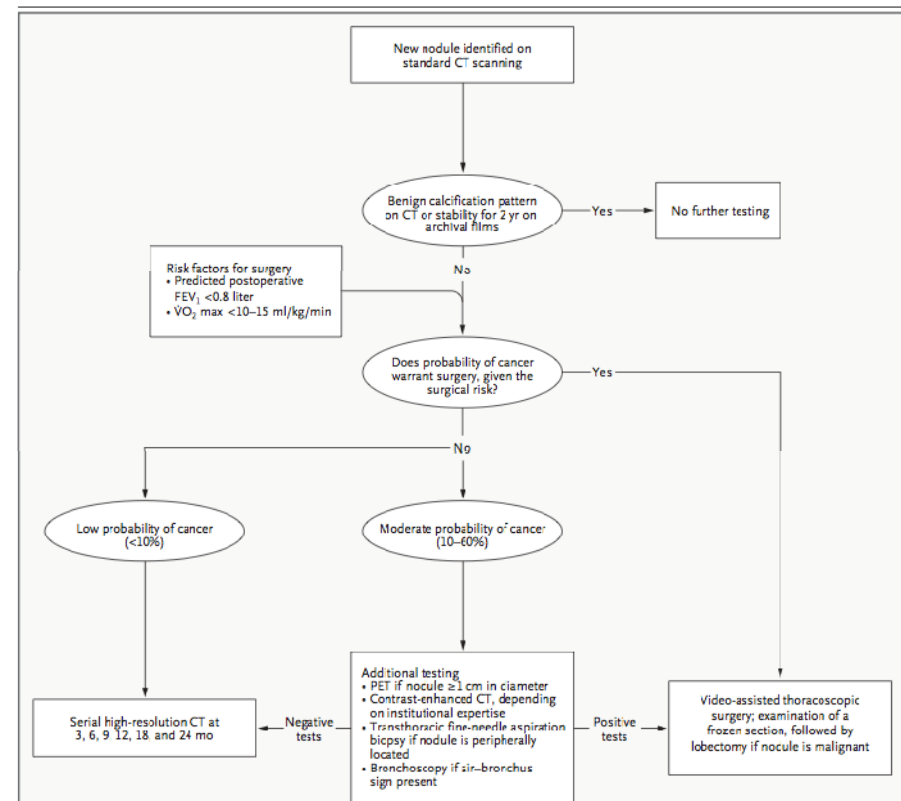 New nodule identified on
standard CT scanning
Benign calcification pattern
on CT or stability for 2 yr on
archival films
Yes
No further testing
No
Risk factors for surgery
• Predicted postoperative
FEV₁ <0.8 liter
• V̇O₂ max <10–15 ml/kg/min
Does probability of cancer
warrant surgery, given the
surgical risk?
Yes
No
Low probability of cancer
(<10%)
Moderate probability of cancer
(10–60%)
Additional testing
• PET if nocule ≥1 cm in ciameter
• Contrast-enhanced CT, depending
on institutional expertise
• Transthoracic fine-needle aspiration
biopsy if nodule is peripherally
located
• Bronchoscopy if air–bronchus
sign present
Negative
tests
Positive
tests
Serial high-resolution CT at
3, 6, 9 12, 18 and 24 mo
Video-assisted thoracoscopic
surgery; examination of a
frozen section, followed by
lobectomy if nocule is malignant